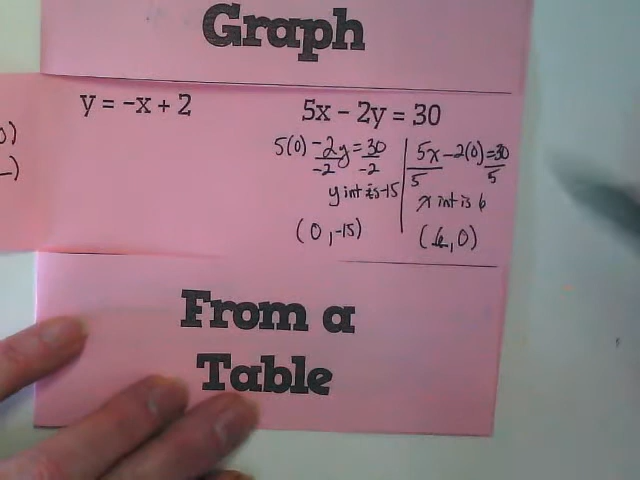 Graph
0)
–)
y = –x + 2
5x – 2y = 30
5(0) – 2y = 30
-2 -2
y int is -15
(0, -15)
5x – 2(0) = 30
5 5
x int is 6
(6, 0)
From a
Table